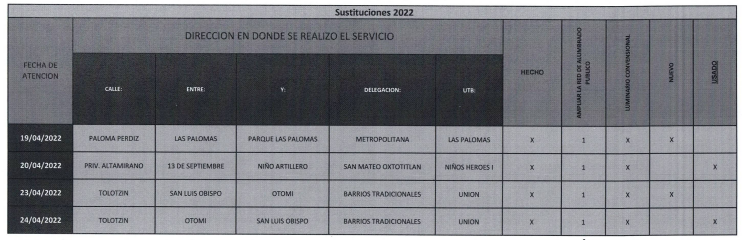 Sustituciones 2022
FECHA DE ATENCION
DIRECCION EN DONDE SE REALIZO EL SERVICIO
HECHO
AMPLIAR LA RED DE ALUMBRADO PUBLICO
LUMINARIO CONVENSIONAL
NUEVO
USADO
CALLE: ENTRE: Y: DELEGACION: UTB:
19/04/2022 PALOMA PERDIZ LAS PALOMAS PARQUE LAS PALOMAS METROPOLITANA LAS PALOMAS X 1 X X
20/04/2022 PRIV. ALTAMIRANO 13 DE SEPTIEMBRE NIÑO ARTILLERO SAN MATEO OXTOTITLAN NIÑOS HEROES I X 1 X X
23/04/2022 TOLOTZIN SAN LUIS OBISPO OTOMI BARRIOS TRADICIONALES UNION X 1 X X
24/04/2022 TOLOTZIN OTOMI SAN LUIS OBISPO BARRIOS TRADICIONALES UNION X 1 X X